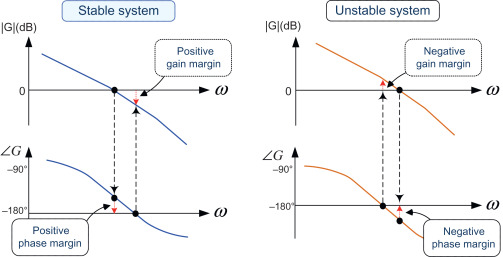 Stable system
|G|(dB)
Positive
gain margin
0
ω
∠G
−90°
−180°
ω
Positive
phase margin
Unstable system
|G|(dB)
Negative
gain margin
0
ω
∠G
−90°
−180°
ω
Negative
phase margin